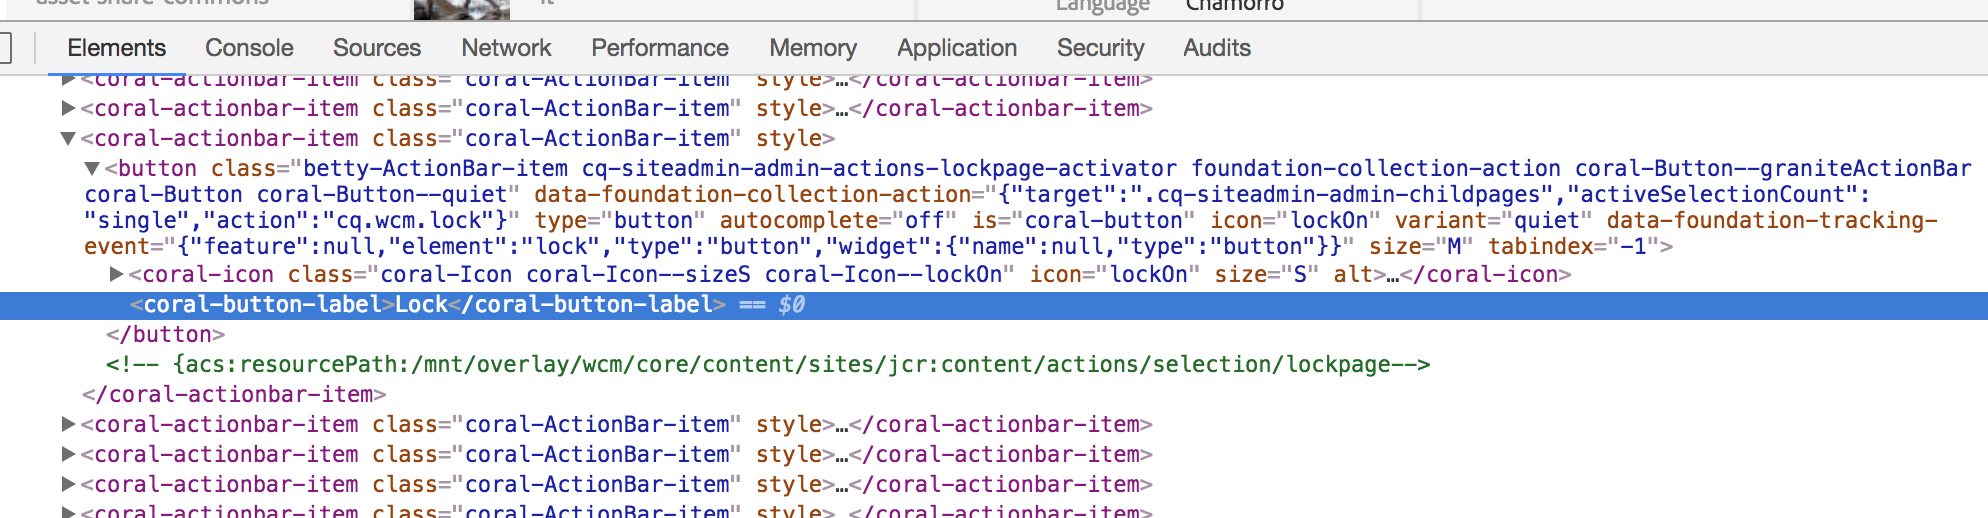 asset share commons
it
Language Chamorro
Elements Console Sources Network Performance Memory Application Security Audits
▶<coral-actionbar-item class="coral-ActionBar-item" style>…</coral-actionbar-item>
▶<coral-actionbar-item class="coral-ActionBar-item" style>…</coral-actionbar-item>
▼<coral-actionbar-item class="coral-ActionBar-item" style>
▼<button class="betty-ActionBar-item cq-siteadmin-admin-actions-lockpage-activator foundation-collection-action coral-Button--graniteActionBar
coral-Button coral-Button--quiet" data-foundation-collection-action="{"target":".cq-siteadmin-admin-childpages","activeSelectionCount":
"single","action":"cq.wcm.lock"}" type="button" autocomplete="off" is="coral-button" icon="lockOn" variant="quiet" data-foundation-tracking-
event="{"feature":null,"element":"lock","type":"button","widget":{"name":null,"type":"button"}}" size="M" tabindex="-1">
▶<coral-icon class="coral-Icon coral-Icon--sizeS coral-Icon--lockOn" icon="lockOn" size="S" alt>…</coral-icon>
<coral-button-label>Lock</coral-button-label> == $0
</button>
<!-- {acs:resourcePath:/mnt/overlay/wcm/core/content/sites/jcr:content/actions/selection/lockpage-->
</coral-actionbar-item>
▶<coral-actionbar-item class="coral-ActionBar-item" style>…</coral-actionbar-item>
▶<coral-actionbar-item class="coral-ActionBar-item" style>…</coral-actionbar-item>
▶<coral-actionbar-item class="coral-ActionBar-item" style>…</coral-actionbar-item>
▶<coral-actionbar-item class="coral-ActionBar-item" style>…</coral-actionbar-item>